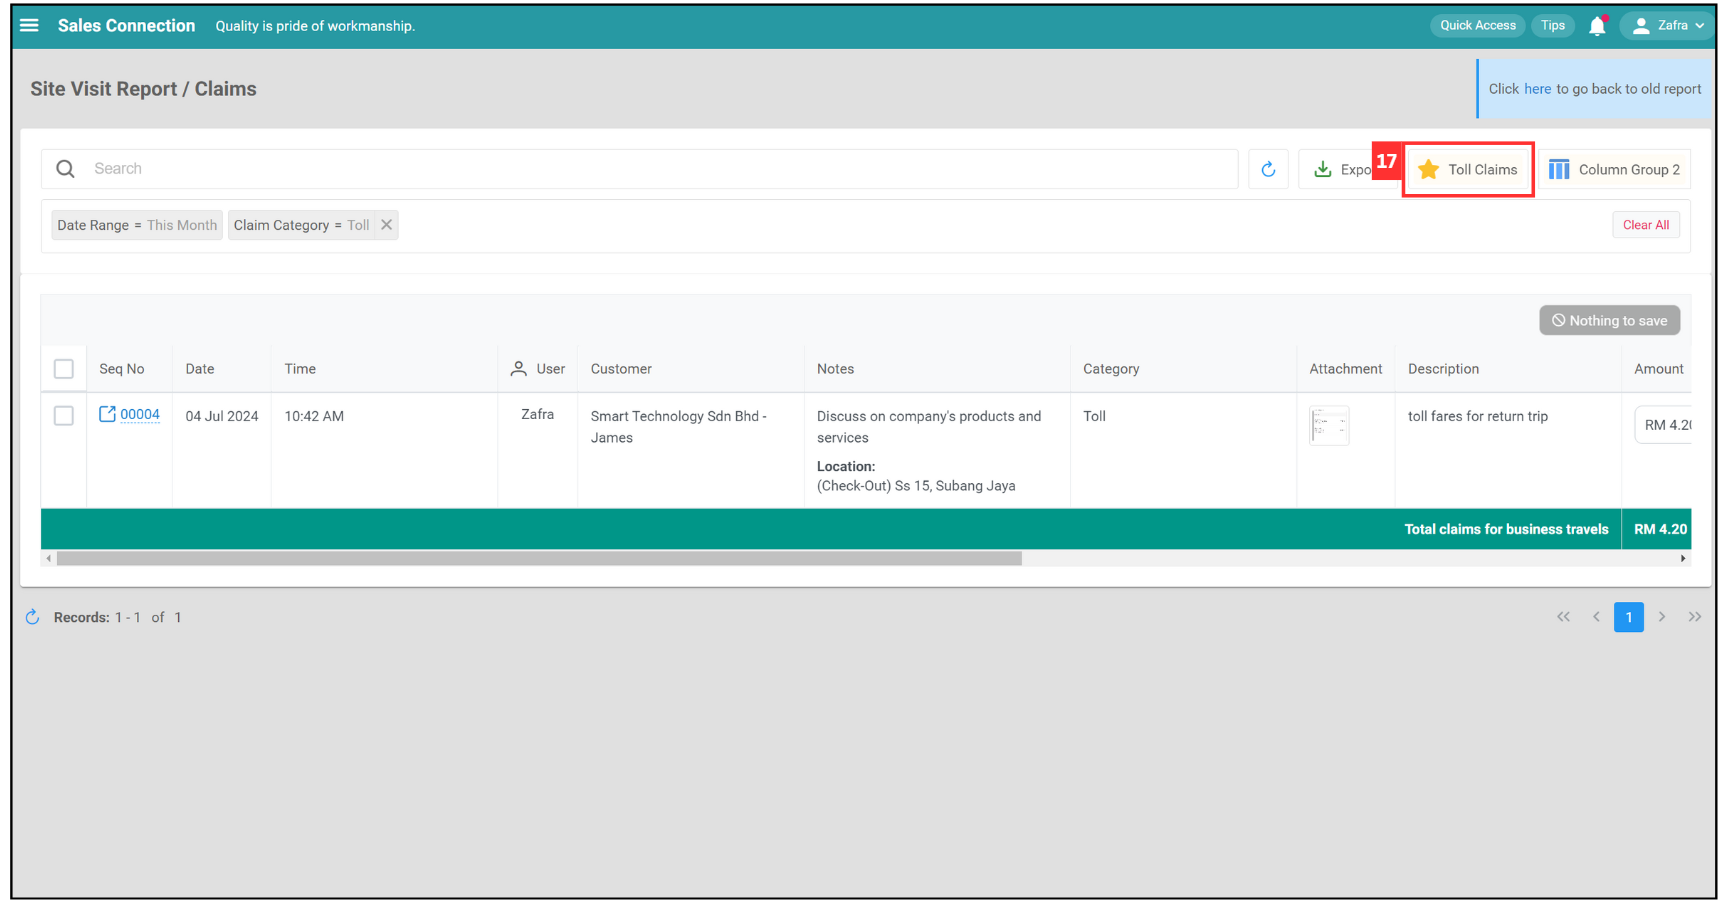 Sales Connection Quality is pride of workmanship. Quick Access Tips Zafra
Site Visit Report / Claims
Click here to go back to old report
Search Expo 17 Toll Claims Column Group 2
Date Range = This Month Claim Category = Toll Clear All
Nothing to save
Seq No Date Time User Customer Notes Category Attachment Description Amount
00004 04 Jul 2024 10:42 AM Zafra Smart Technology Sdn Bhd - Discuss on company's products and Toll toll fares for return trip RM 4.20
James services
Location:
(Check-Out) Ss 15, Subang Jaya
Total claims for business travels RM 4.20
Records: 1 - 1 of 1 << < 1 > >>